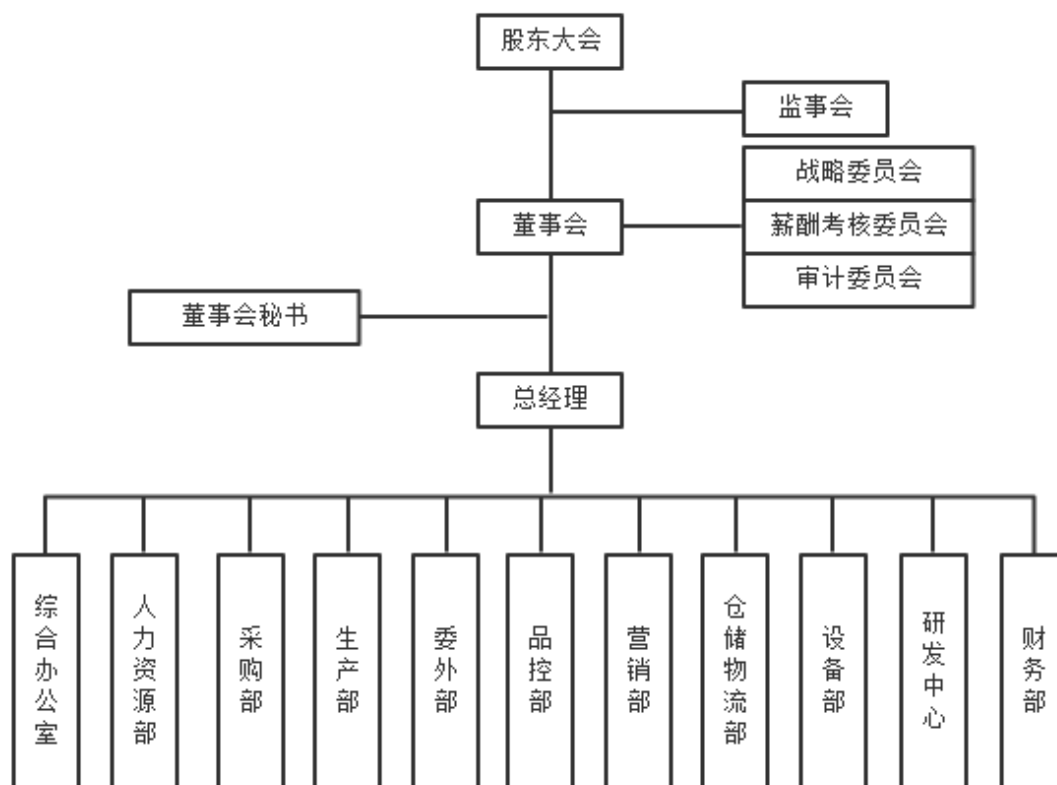 股东大会
监事会
战略委员会
董事会
薪酬考核委员会
审计委员会
董事会秘书
总经理
综合办公室
人力资源部
采购部
生产部
委外部
品控部
营销部
仓储物流部
设备部
研发中心
财务部